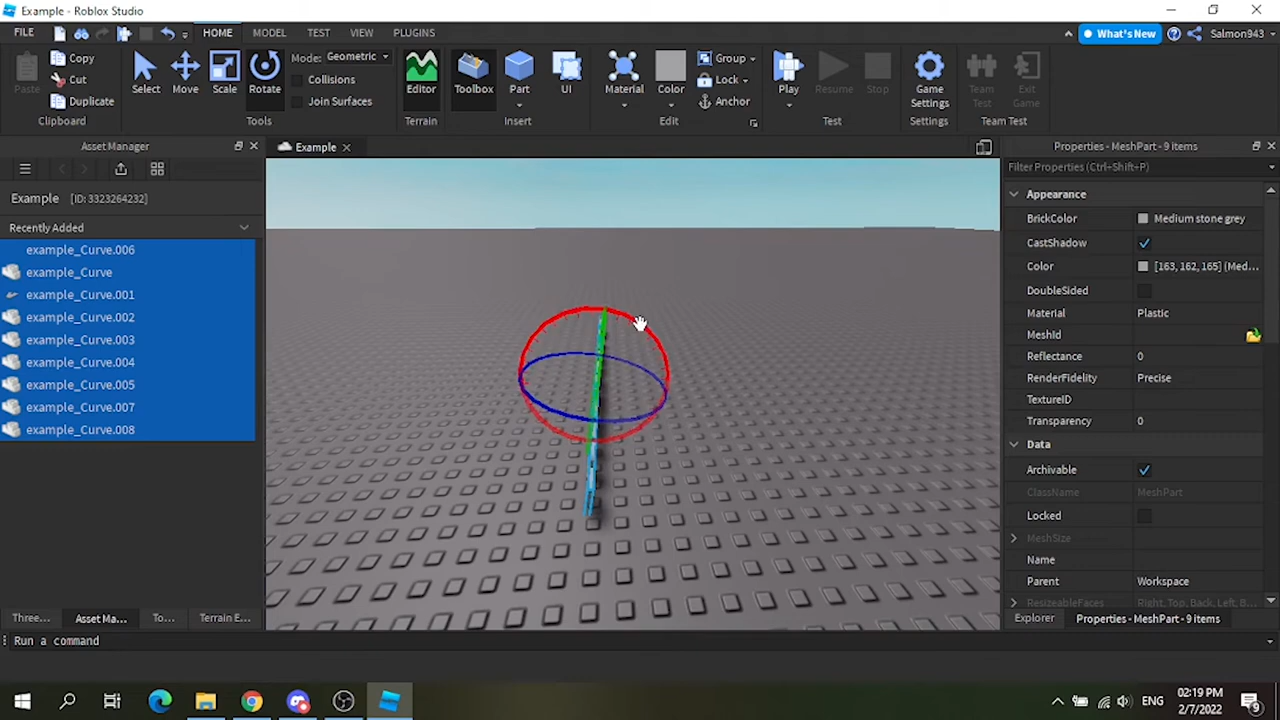 Example - Roblox Studio
FILE HOME MODEL TEST VIEW PLUGINS What's New Salmon943
Paste Copy Cut Duplicate Clipboard
Select Move Scale Rotate Mode: Geometric Collisions Join Surfaces Tools
Editor Terrain
Toolbox Part UI Insert
Material Color Group Lock Anchor Edit
Play Resume Stop Test
Game Settings Settings
Team Test Exit Game Team Test
Asset Manager
Example [ID: 3323264232]
Recently Added
example_Curve.006
example_Curve
example_Curve.001
example_Curve.002
example_Curve.003
example_Curve.004
example_Curve.005
example_Curve.007
example_Curve.008
Three... Asset Ma... To... Terrain E...
Example
Properties - MeshPart - 9 items
Filter Properties (Ctrl+Shift+P)
Appearance
BrickColor Medium stone grey
CastShadow
Color [163, 162, 165] (Med...
DoubleSided
Material Plastic
MeshId
Reflectance 0
RenderFidelity Precise
TextureID
Transparency 0
Data
Archivable
ClassName MeshPart
Locked
MeshSize
Name
Parent Workspace
ResizeableFaces Right, Top, Back, Left, B...
Explorer Properties - MeshPart - 9 items
Run a command
ENG 02:19 PM
2/7/2022 9